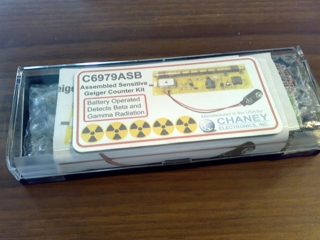 C6979ASB
Assembled Sensitive
Geiger Counter Kit
Battery Operated
Detects Beta and
Gamma Radiation
CHANEY
ELECTRONICS, INC.